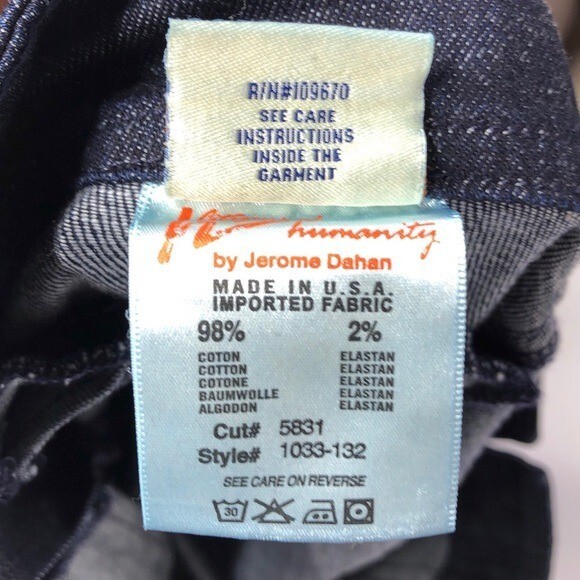 R/N#109670
SEE CARE
INSTRUCTIONS
INSIDE THE
GARMENT
humanity
by Jerome Dahan
MADE IN U.S.A.
IMPORTED FABRIC
98% 2%
COTON ELASTAN
COTTON ELASTAN
COTONE ELASTAN
BAUMWOLLE ELASTAN
ALGODON ELASTAN
Cut# 5831
Style# 1033-132
SEE CARE ON REVERSE
30